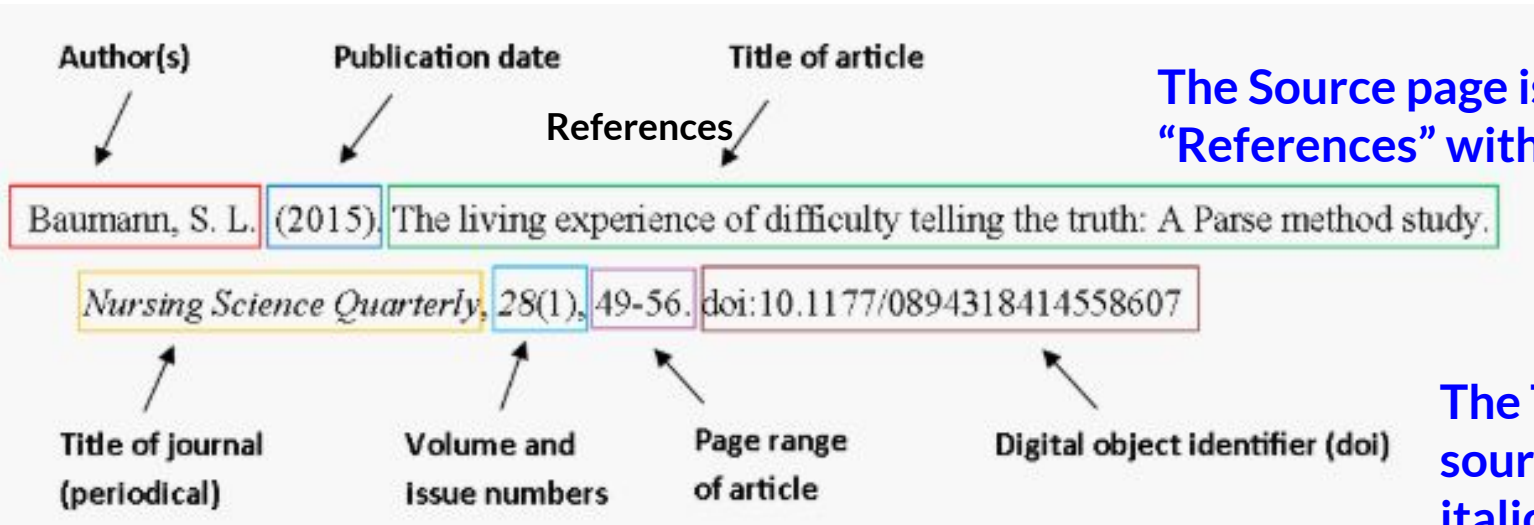 Author(s) Publication date Title of article
The Source page is
References
“References” with
Baumann, S. L. (2015). The living experience of difficulty telling the truth: A Parse method study.
Nursing Science Quarterly, 28(1), 49-56. doi:10.1177/0894318414558607
The
Title of journal Volume and Page range Digital object identifier (doi)
(periodical) issue numbers of article
sour
italic